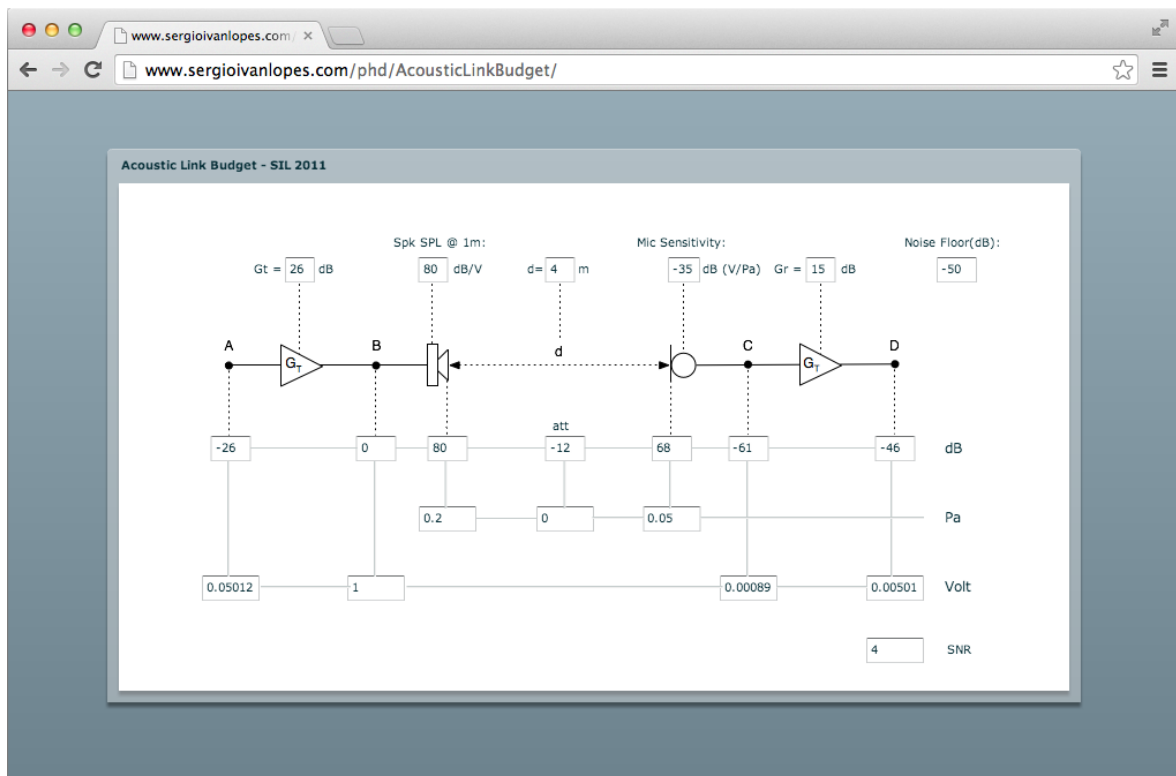 www.sergioivanlopes.com/
www.sergioivanlopes.com/phd/AcousticLinkBudget/
Acoustic Link Budget - SIL 2011
Spk SPL @ 1m: Mic Sensitivity: Noise Floor(dB):
Gt = 26 dB 80 dB/V d= 4 m -35 dB (V/Pa) Gr = 15 dB -50
A B d C D
GT GT
att
-26 0 80 -12 68 -61 -46 dB
0.2 0 0.05 Pa
0.05012 1 0.00089 0.00501 Volt
4 SNR